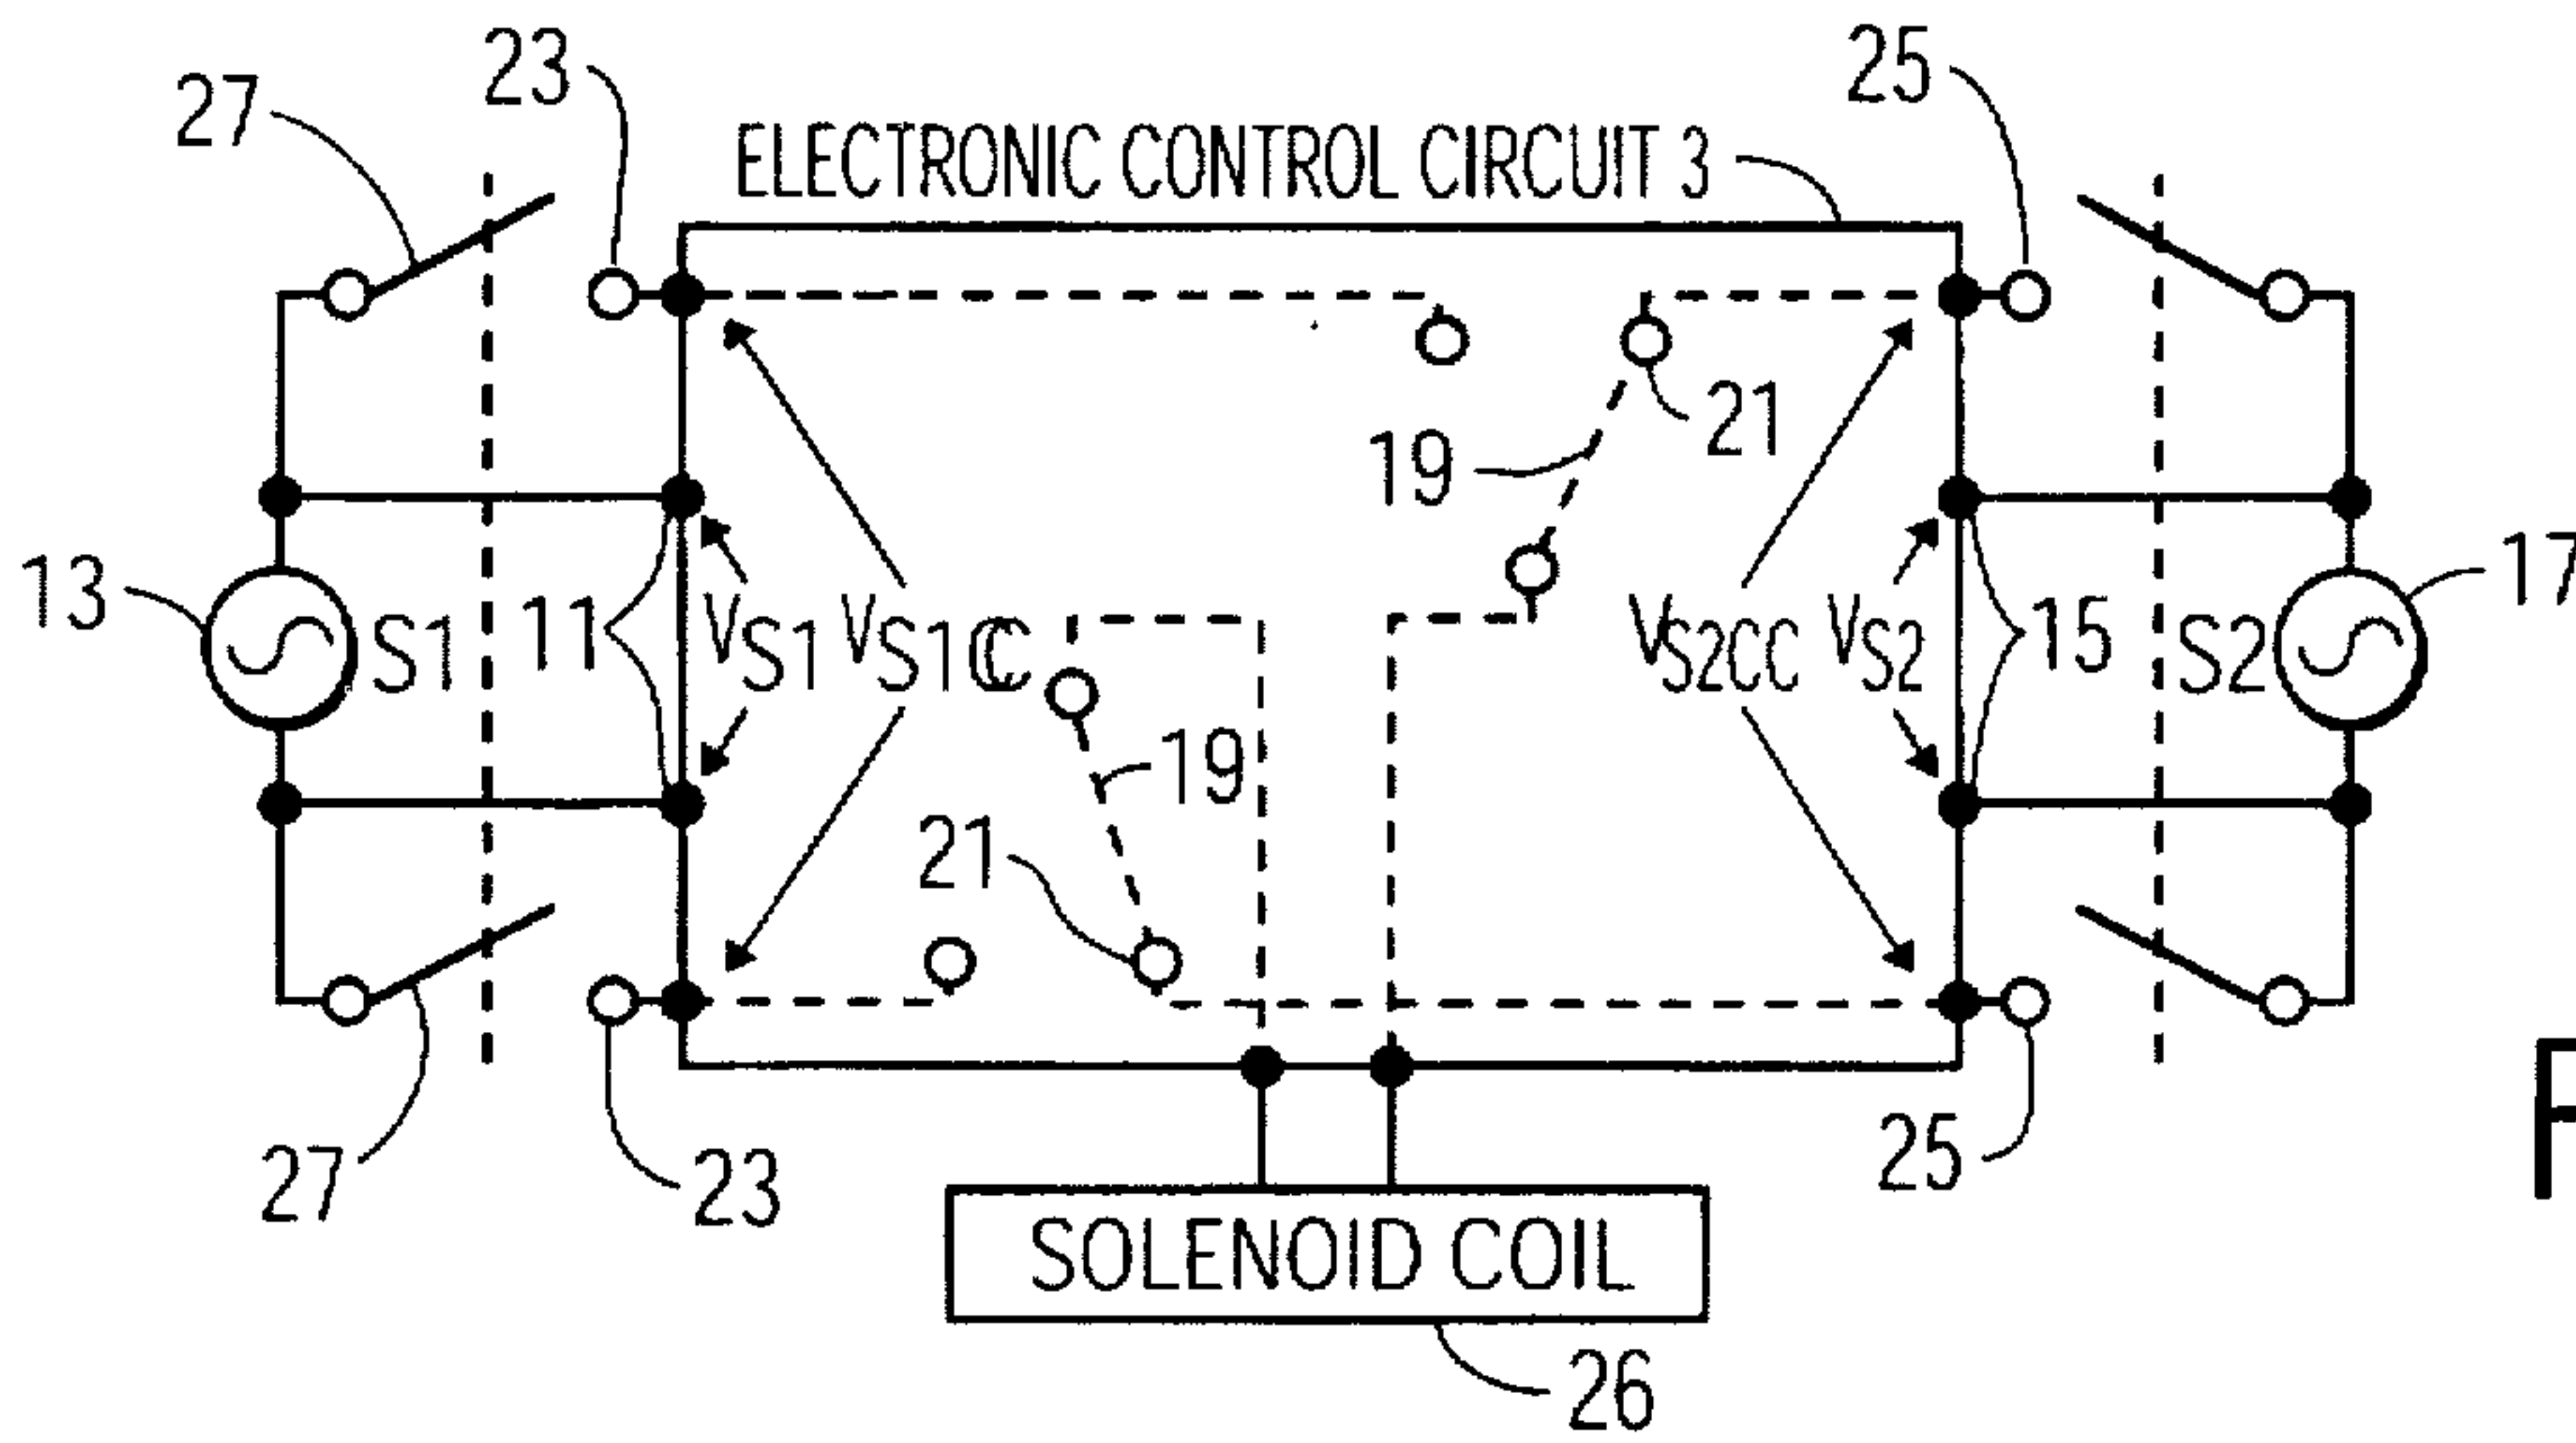 23
25
27
ELECTRONIC CONTROL CIRCUIT 3
21
19
13
S1
11
VS1
VS1CC
VS2CC
VS2
15
S2
17
19
21
27
23
25
SOLENOID COIL
26